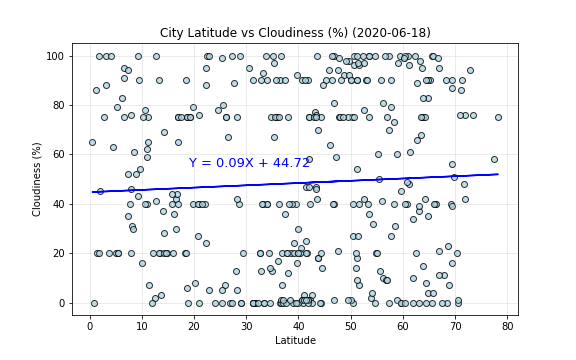 City Latitude vs Cloudiness (%) (2020-06-18)
100
80
60
40
20
0
Cloudiness (%)
Y = 0.09X + 44.72
0 10 20 30 40 50 60 70 80
Latitude